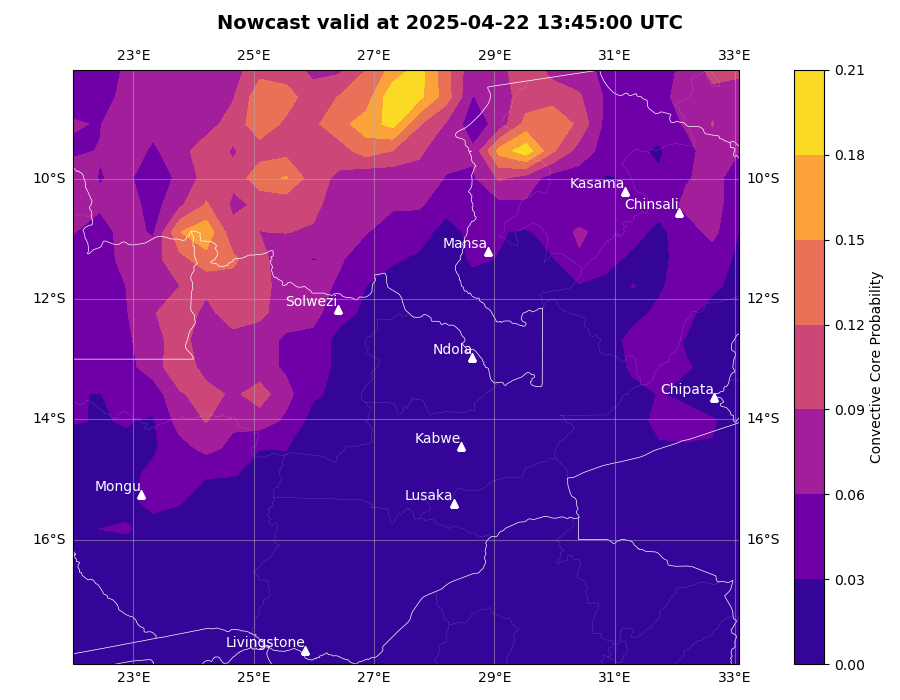 Nowcast valid at 2025-04-22 13:45:00 UTC
23°E 25°E 27°E 29°E 31°E 33°E
10°S 10°S
12°S 12°S
14°S 14°S
16°S 16°S
Kasama
Chinsali
Mansa
Solwezi
Ndola
Chipata
Kabwe
Mongu
Lusaka
Livingstone
23°E 25°E 27°E 29°E 31°E 33°E
0.21
0.18
0.15
0.12
0.09
0.06
0.03
0.00
Convective Core Probability